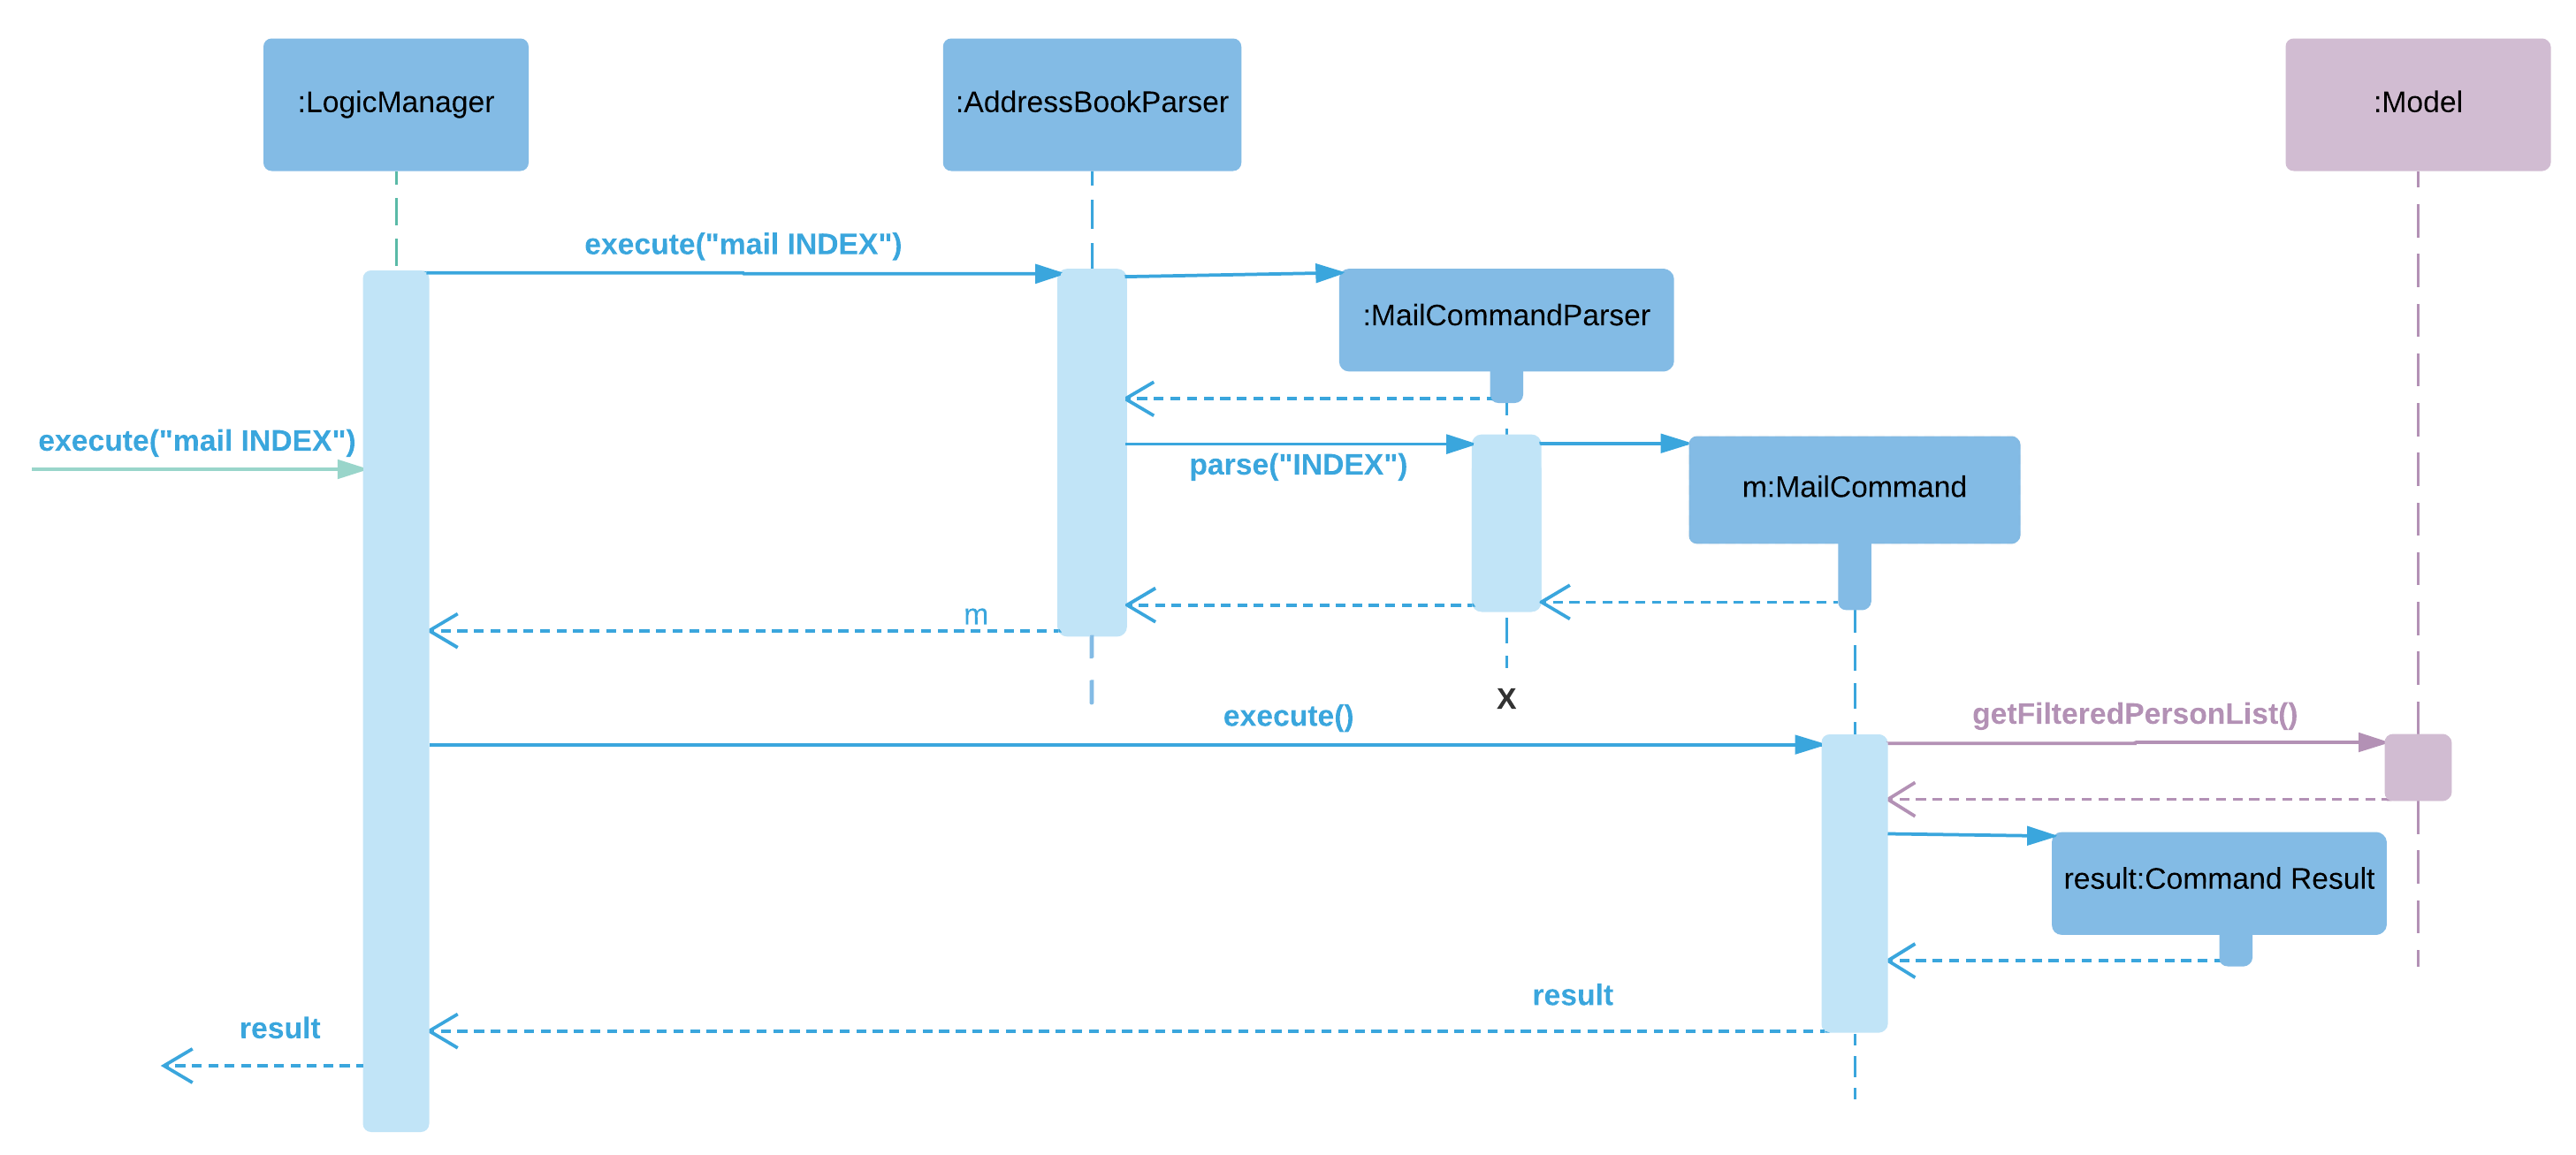 :LogicManager
:AddressBookParser
:Model
execute("mail INDEX")
:MailCommandParser
execute("mail INDEX")
parse("INDEX")
m:MailCommand
m
X
execute()
getFilteredPersonList()
result:Command Result
result
result